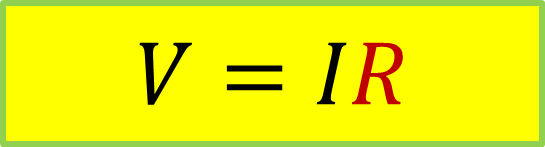 V = IR